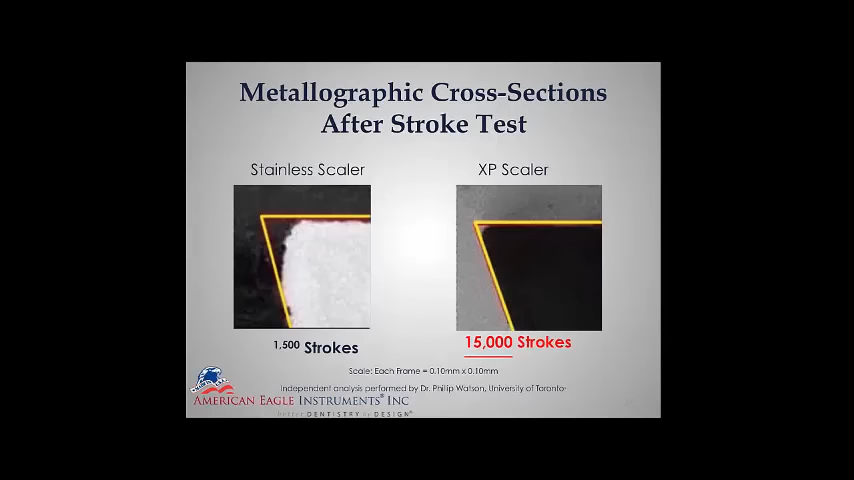 Metallographic Cross-Sections
After Stroke Test
Stainless Scaler
XP Scaler
1,500 Strokes
15,000 Strokes
Scale: Each Frame = 0.10mm x 0.10mm
Independent analysis performed by Dr. Philip Watson, University of Toronto-
AMERICAN EAGLE INSTRUMENTS® INC
Better DENTISTRY by DESIGN®